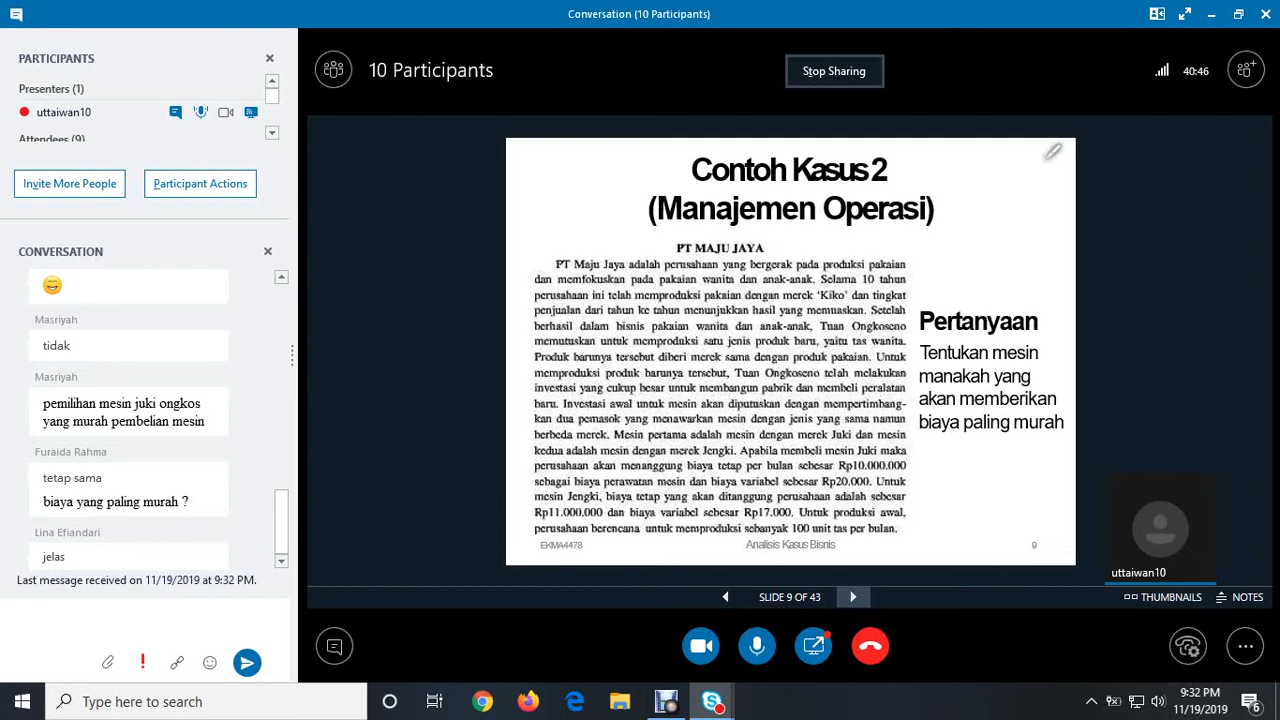 Conversation (10 Participants)
PARTICIPANTS
Presenters (1)
uttaiwan10
Attendees (9)
Invite More People
Participant Actions
CONVERSATION
Masriyah
tidak
Masriyah
pemilihan mesin juki ongkos
yang murah pembelian mesin
Furaida Rahma
tetap sama
biaya yang paling murah ?
Lina Efiandari
jelas
Last message received on 11/19/2019 at 9:32 PM.
10 Participants
Stop Sharing
40:46
Contoh Kasus 2
(Manajemen Operasi)
PT MAJU JAYA
PT Maju Jaya adalah perusahaan yang bergerak pada produksi pakaian
dan memfokuskan pada pakaian wanita dan anak-anak. Selama 10 tahun
perusahaan ini telah memproduksi pakaian dengan merek 'Kiko' dan tingkat
penjualan dari tahun ke tahun menunjukkan hasil yang memuaskan. Setelah
berhasil dalam bisnis pakaian wanita dan anak-anak, Tuan Ongkoseno
memutuskan untuk memproduksi satu jenis produk baru, yaitu tas wanita.
Produk barunya tersebut diberi merek sama dengan produk pakaian. Untuk
memproduksi produk barunya tersebut, Tuan Ongkoseno telah melakukan
investasi yang cukup besar untuk membangun pabrik dan membeli peralatan
baru. Investasi awal untuk mesin akan diputuskan dengan mempertimbang-
kan dua pemasok yang menawarkan mesin dengan jenis yang sama namun
berbeda merek. Mesin pertama adalah mesin dengan merek Juki dan mesin
kedua adalah mesin dengan merek Jengki. Apabila membeli mesin Juki maka
perusahaan akan menanggung biaya tetap per bulan sebesar Rp10.000.000
sebagai biaya perawatan mesin dan biaya variabel sebesar Rp20.000. Untuk
mesin Jengki, biaya tetap yang akan ditanggung perusahaan adalah sebesar
Rp11.000.000 dan biaya variabel sebesar Rp17.000. Untuk produksi awal,
perusahaan berencana untuk memproduksi sebanyak 100 unit tas per bulan.
Pertanyaan
Tentukan mesin
manakah yang
akan memberikan
biaya paling murah
EKMA4478
Analisis Kasus Bisnis
9
uttaiwan10
SLIDE 9 OF 43
THUMBNAILS
NOTES
Type here to search
9:32 PM
11/19/2019
6